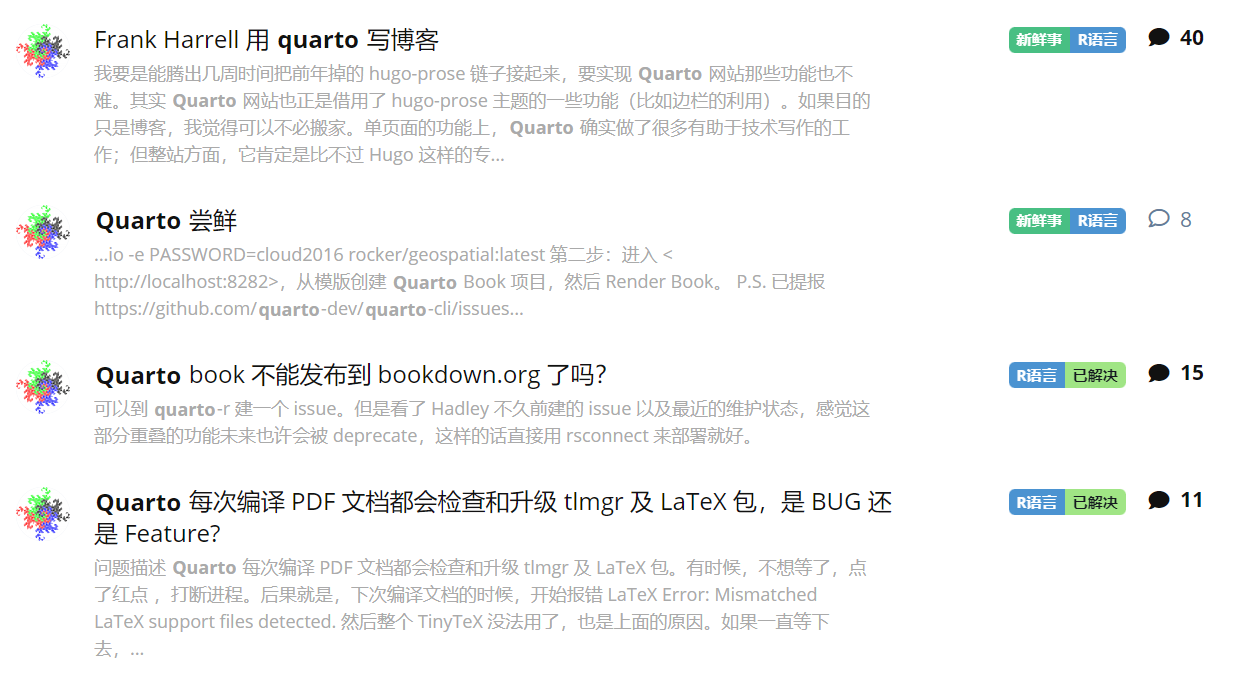 Frank Harrell 用 quarto 写博客
新鲜事 R语言 40
我要是能腾出几周时间把前年掉的 hugo-prose 链子接起来，要实现 Quarto 网站那些功能也不
难。其实 Quarto 网站也正是借用了 hugo-prose 主题的一些功能（比如边栏的利用）。如果目的
只是博客，我觉得可以不必搬家。单页面的功能上，Quarto 确实做了很多有助于技术写作的工
作；但整站方面，它肯定是比不过 Hugo 这样的专...
Quarto 尝鲜
新鲜事 R语言 8
...io -e PASSWORD=cloud2016 rocker/geospatial:latest 第二步：进入 <
http://localhost:8282>，从模版创建 Quarto Book 项目，然后 Render Book。 P.S. 已提报
https://github.com/quarto-dev/quarto-cli/issues...
Quarto book 不能发布到 bookdown.org 了吗？
R语言 已解决 15
可以到 quarto-r 建一个 issue。但是看了 Hadley 不久前建的 issue 以及最近的维护状态，感觉这
部分重叠的功能未来也许会被 deprecate，这样的话直接用 rsconnect 来部署就好。
Quarto 每次编译 PDF 文档都会检查和升级 tlmgr 及 LaTeX 包，是 BUG 还
是 Feature?
R语言 已解决 11
问题描述 Quarto 每次编译 PDF 文档都会检查和升级 tlmgr 及 LaTeX 包。有时候，不想等了，点
了红点 ，打断进程。后果就是，下次编译文档的时候，开始报错 LaTeX Error: Mismatched
LaTeX support files detected. 然后整个 TinyTeX 没法用了，也是上面的原因。如果一直等下
去，...